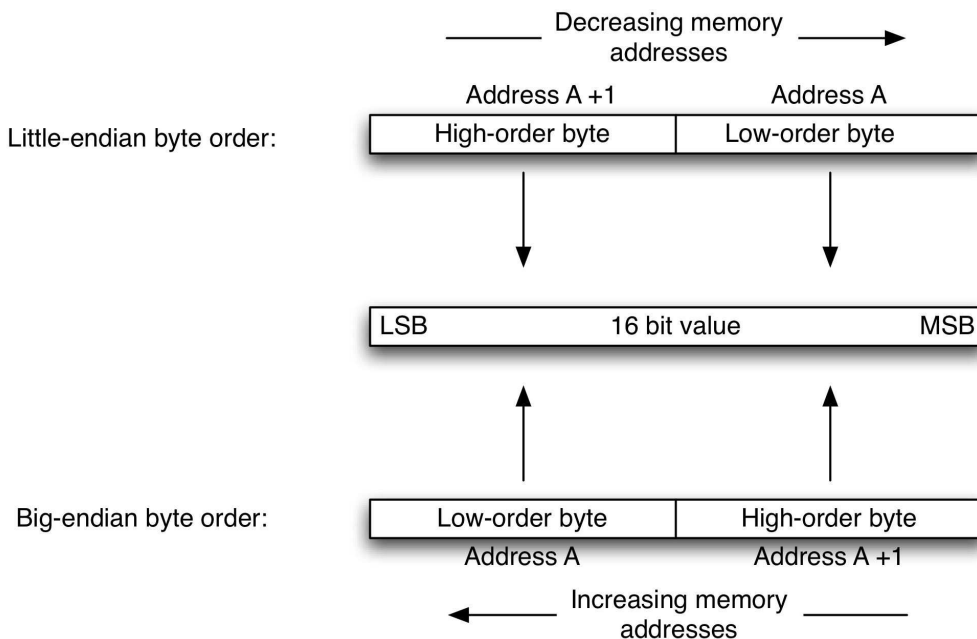 Decreasing memory
addresses
Address A +1 Address A
Little-endian byte order: High-order byte Low-order byte
LSB 16 bit value MSB
Big-endian byte order: Low-order byte High-order byte
Address A Address A +1
Increasing memory
addresses